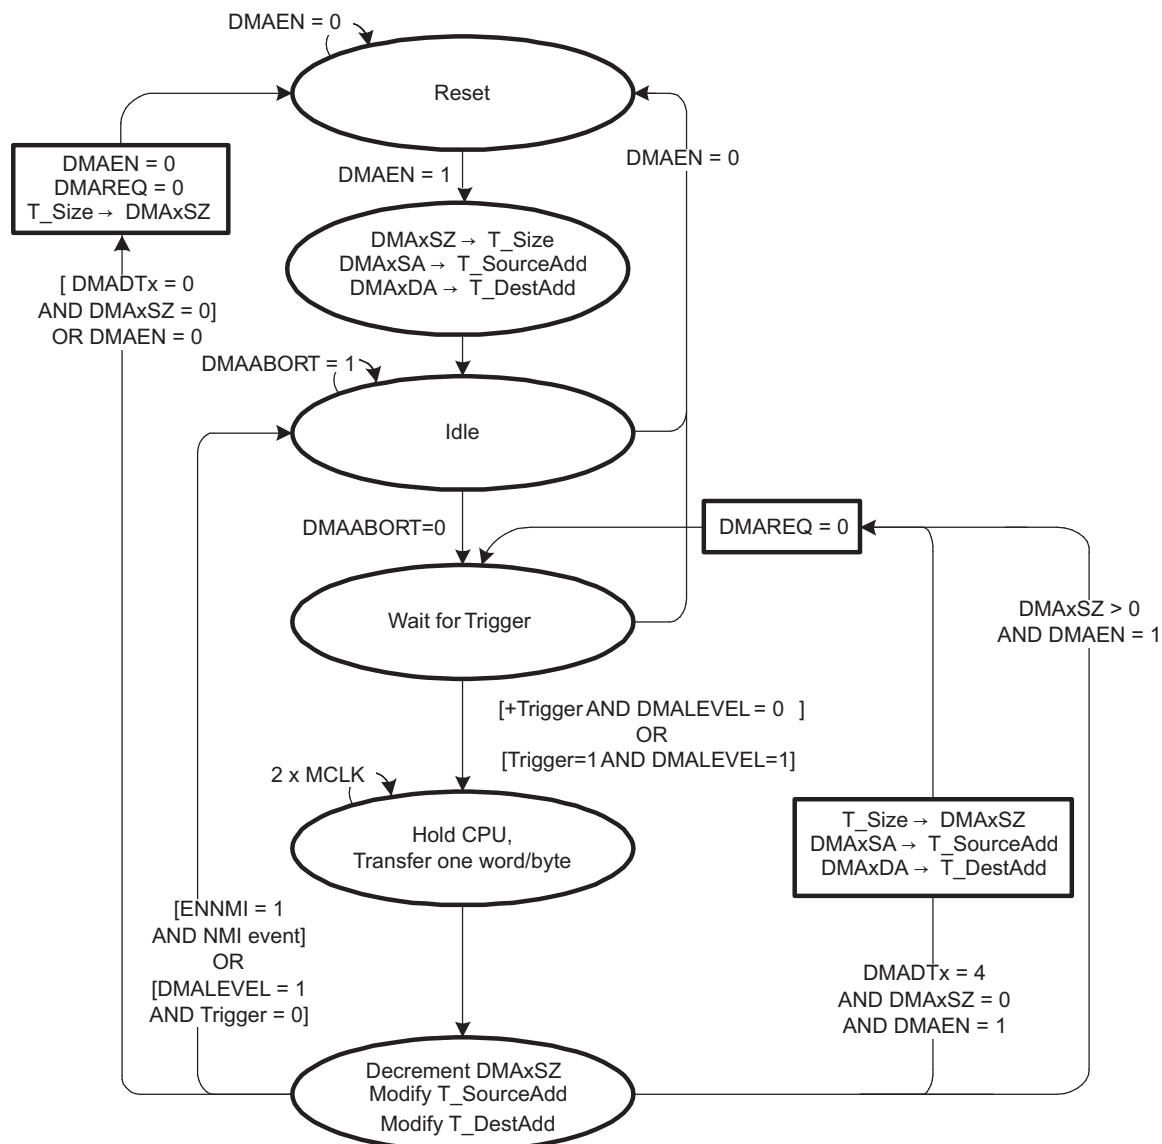 DMAEN = 0
Reset
DMAEN = 0
DMAREQ = 0
T_Size → DMAxSZ
DMAEN = 0
DMAEN = 1
DMAxSZ → T_Size
DMAxSA → T_SourceAdd
DMAxDA → T_DestAdd
[ DMADTx = 0
AND DMAxSZ = 0]
OR DMAEN = 0
DMAABORT = 1
Idle
DMAABORT=0
DMAREQ = 0
Wait for Trigger
DMAxSZ > 0
AND DMAEN = 1
[+Trigger AND DMALEVEL = 0 ]
OR
[Trigger=1 AND DMALEVEL=1]
2 x MCLK
Hold CPU,
Transfer one word/byte
T_Size → DMAxSZ
DMAxSA → T_SourceAdd
DMAxDA → T_DestAdd
[ENNMI = 1
AND NMI event]
OR
[DMALEVEL = 1
AND Trigger = 0]
DMADTx = 4
AND DMAxSZ = 0
AND DMAEN = 1
Decrement DMAxSZ
Modify T_SourceAdd
Modify T_DestAdd